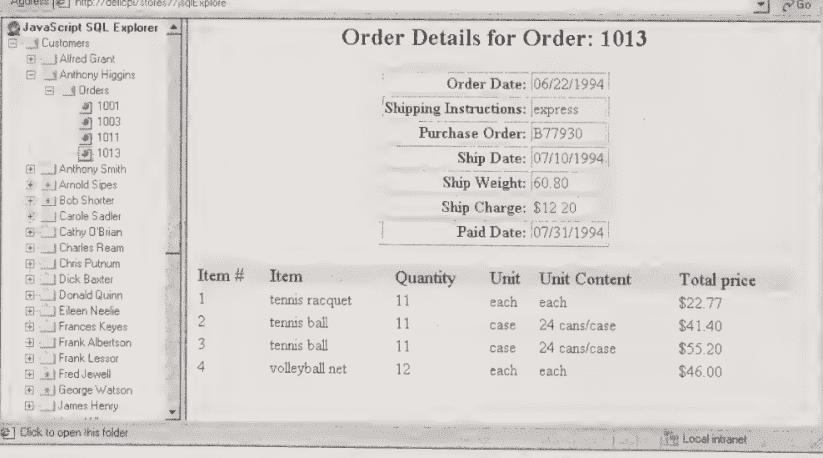 Address http://dellcpi/stores7/jsqlExplore
Go
JavaScript SQL Explorer
Customers
Alfred Grant
Anthony Higgins
Orders
1001
1003
1011
1013
Anthony Smith
Arnold Sipes
Bob Shorter
Carole Sadler
Cathy O'Brian
Charles Ream
Chris Putnum
Dick Baxter
Donald Quinn
Eileen Neelie
Frances Keyes
Frank Albertson
Frank Lessor
Fred Jewell
George Watson
James Henry
Order Details for Order: 1013
Order Date: 06/22/1994
Shipping Instructions: express
Purchase Order: B77930
Ship Date: 07/10/1994
Ship Weight: 60.80
Ship Charge: $12 20
Paid Date: 07/31/1994
Item # Item Quantity Unit Unit Content Total price
1 tennis racquet 11 each each $22.77
2 tennis ball 11 case 24 cans/case $41.40
3 tennis ball 11 case 24 cans/case $55.20
4 volleyball net 12 each each $46.00
Click to open this folder
Local intranet